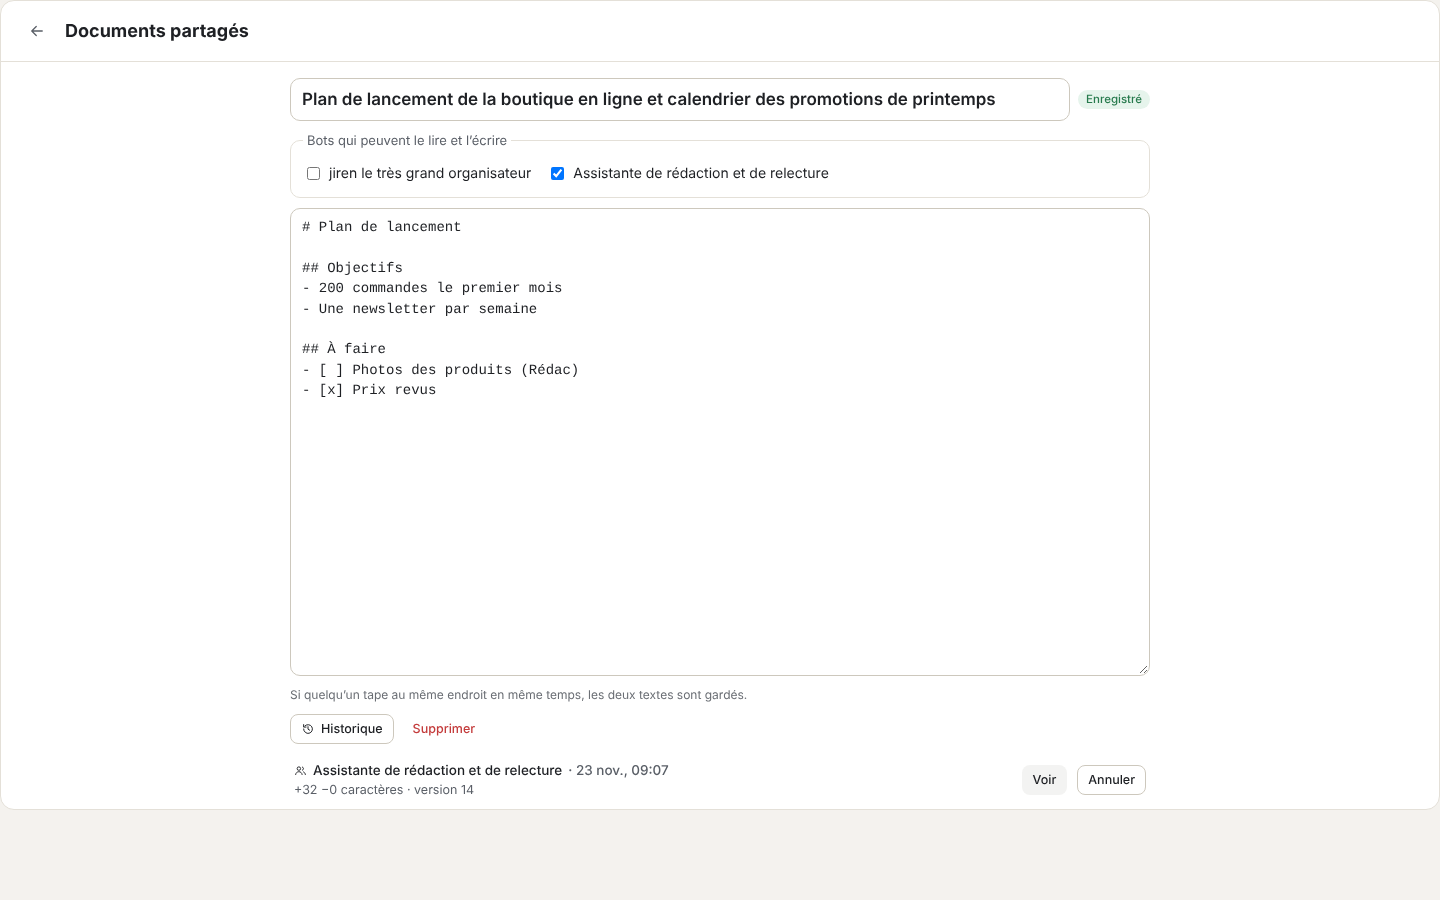 Documents partagés
Plan de lancement de la boutique en ligne et calendrier des promotions de printemps
Enregistré
Bots qui peuvent le lire et l’écrire
jiren le très grand organisateur
Assistante de rédaction et de relecture
# Plan de lancement
## Objectifs
- 200 commandes le premier mois
- Une newsletter par semaine
## À faire
- [ ] Photos des produits (Rédac)
- [x] Prix revus
Si quelqu’un tape au même endroit en même temps, les deux textes sont gardés.
Historique
Supprimer
Assistante de rédaction et de relecture · 23 nov., 09:07
+32 −0 caractères · version 14
Voir
Annuler